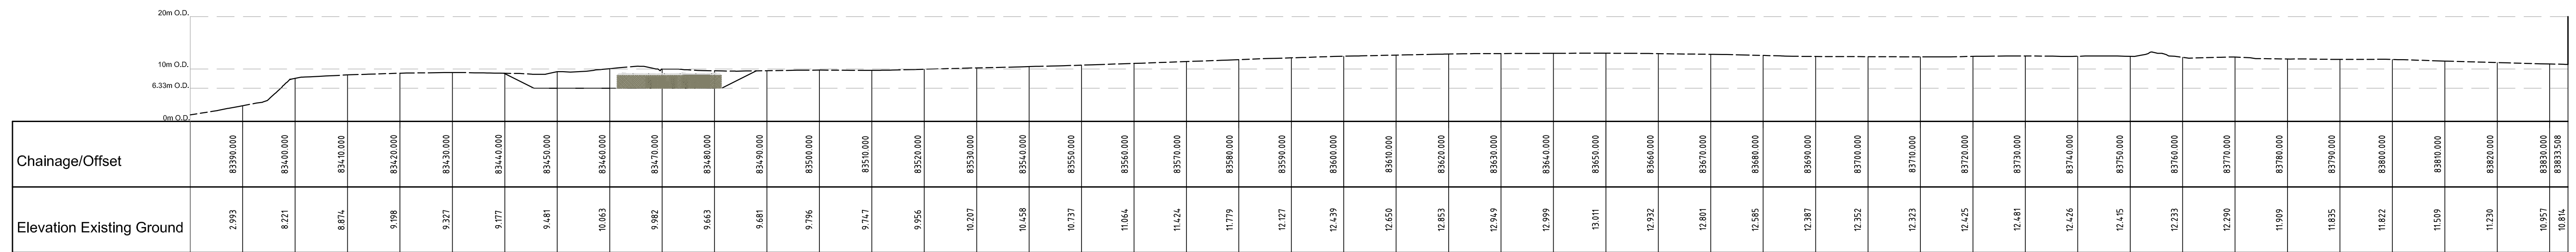 20m O.D.
10m O.D.
6.33m O.D.
0m O.D.
Chainage/Offset 83390.000 83400.000 83410.000 83420.000 83430.000 83440.000 83450.000 83460.000 83470.000 83480.000 83490.000 83500.000 83510.000 83520.000 83530.000 83540.000 83550.000 83560.000 83570.000 83580.000 83590.000 83600.000 83610.000 83620.000 83630.000 83640.000 83650.000 83660.000 83670.000 83680.000 83690.000 83700.000 83710.000 83720.000 83730.000 83740.000 83750.000 83760.000 83770.000 83780.000 83790.000 83800.000 83810.000 83820.000 83830.000 83833.508
Elevation Existing Ground 2.993 8.221 8.874 9.198 9.327 9.177 9.481 10.063 9.982 9.663 9.681 9.796 9.747 9.956 10.207 10.458 10.737 11.064 11.424 11.779 12.127 12.439 12.650 12.853 12.949 12.999 13.011 12.932 12.801 12.585 12.387 12.352 12.323 12.425 12.481 12.426 12.415 12.233 12.290 11.909 11.835 11.822 11.509 11.230 10.957 10.814